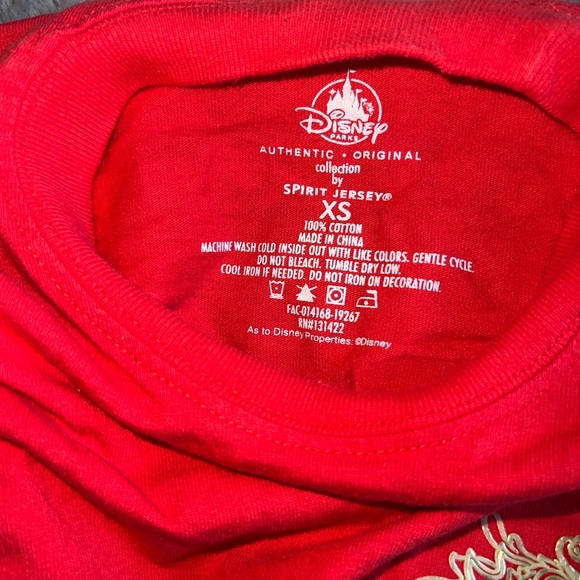 Disney
PARKS
AUTHENTIC • ORIGINAL
collection
by
SPIRIT JERSEY®
XS
100% COTTON
MADE IN CHINA
MACHINE WASH COLD INSIDE OUT WITH LIKE COLORS. GENTLE CYCLE.
DO NOT BLEACH. TUMBLE DRY LOW.
COOL IRON IF NEEDED. DO NOT IRON ON DECORATION.
FAC-014168-19267
RN#131422
As to Disney Properties: ©Disney